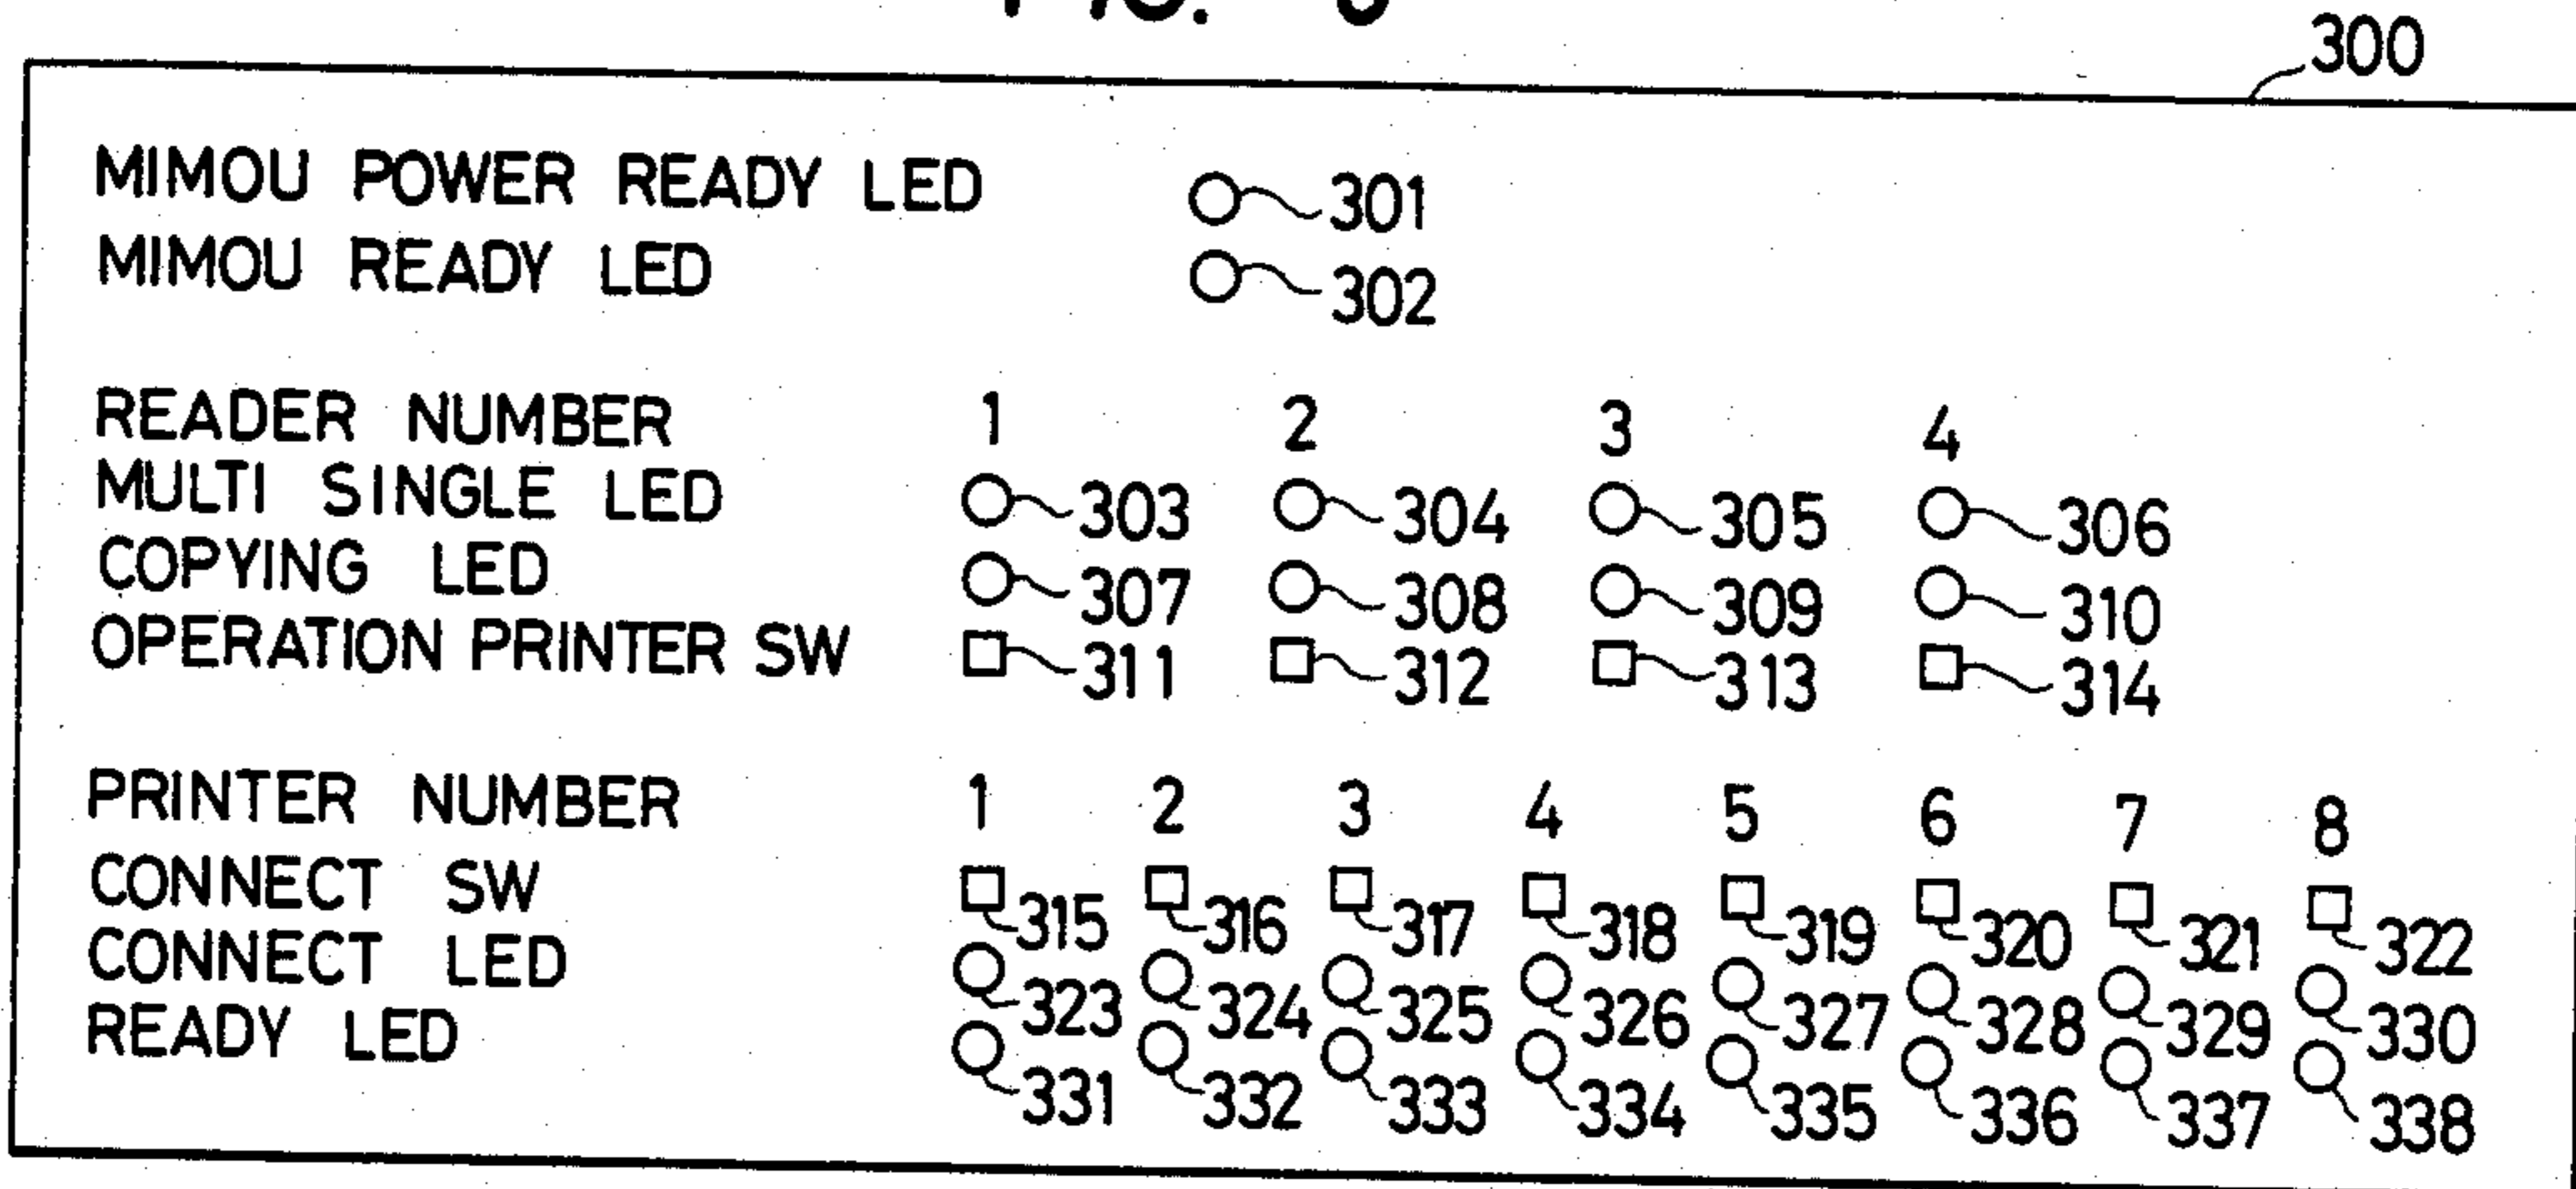 300
MIMOU POWER READY LED 301
MIMOU READY LED 302
READER NUMBER 1 2 3 4
MULTI SINGLE LED 303 304 305 306
COPYING LED 307 308 309 310
OPERATION PRINTER SW 311 312 313 314
PRINTER NUMBER 1 2 3 4 5 6 7 8
CONNECT SW 315 316 317 318 319 320 321 322
CONNECT LED 323 324 325 326 327 328 329 330
READY LED 331 332 333 334 335 336 337 338